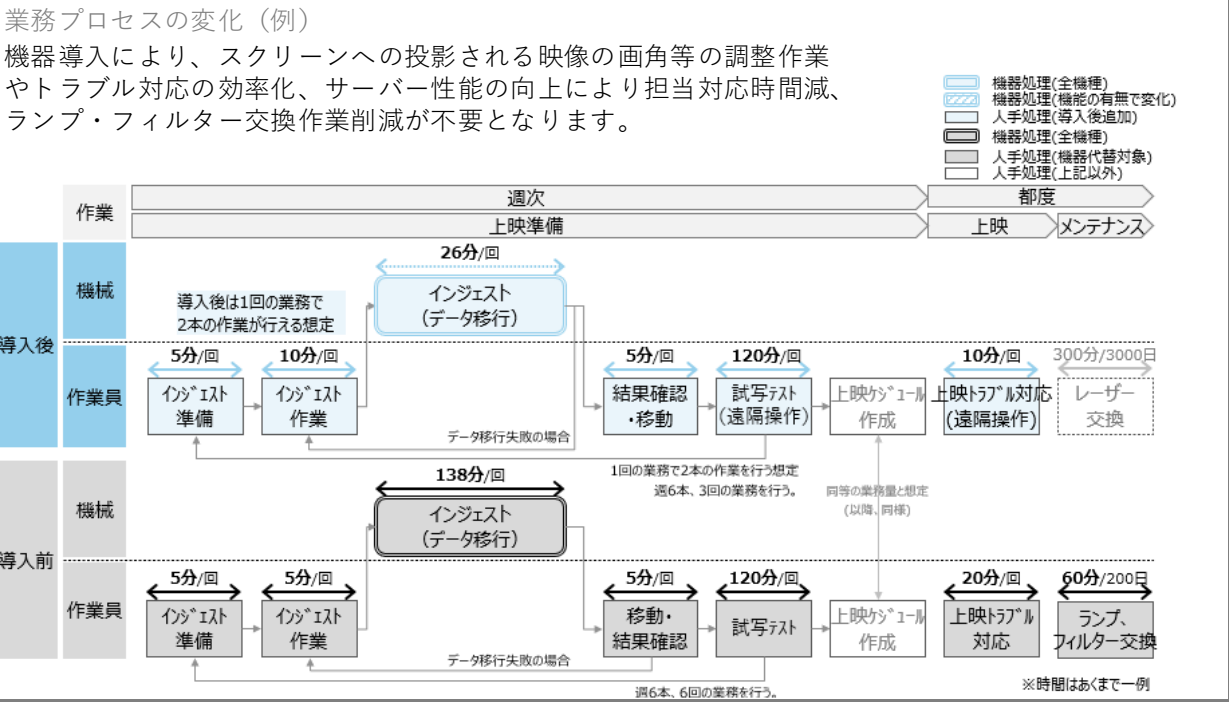 業務プロセスの変化（例）
機器導入により、スクリーンへの投影される映像の画角等の調整作業
やトラブル対応の効率化、サーバー性能の向上により担当対応時間減、
ランプ・フィルター交換作業削減が不要となります。
機器処理(全機種)
機器処理(機能の有無で変化)
人手処理(導入後追加)
機器処理(全機種)
人手処理(機器代替対象)
人手処理(上記以外)
作業
週次
都度
上映準備
上映
メンテナンス
導入後
機械
導入後は1回の業務で
2本の作業が行える想定
26分/回
インジェスト
(データ移行)
作業員
5分/回
インジェスト
準備
10分/回
インジェスト
作業
5分/回
結果確認
・移動
120分/回
試写テスト
(遠隔操作)
上映ケジュール
作成
10分/回
上映トラブル対応
(遠隔操作)
300分/3000日
レーザー
交換
データ移行失敗の場合
1回の業務で2本の作業を行う想定
週6本、3回の業務を行う。
同等の業務量と想定
(以降、同様)
導入前
機械
138分/回
インジェスト
(データ移行)
作業員
5分/回
インジェスト
準備
5分/回
インジェスト
作業
5分/回
移動・
結果確認
120分/回
試写テスト
上映ケジュール
作成
20分/回
上映トラブル
対応
60分/200日
ランプ、
フィルター交換
データ移行失敗の場合
週6本、6回の業務を行う。
※時間はあくまで一例